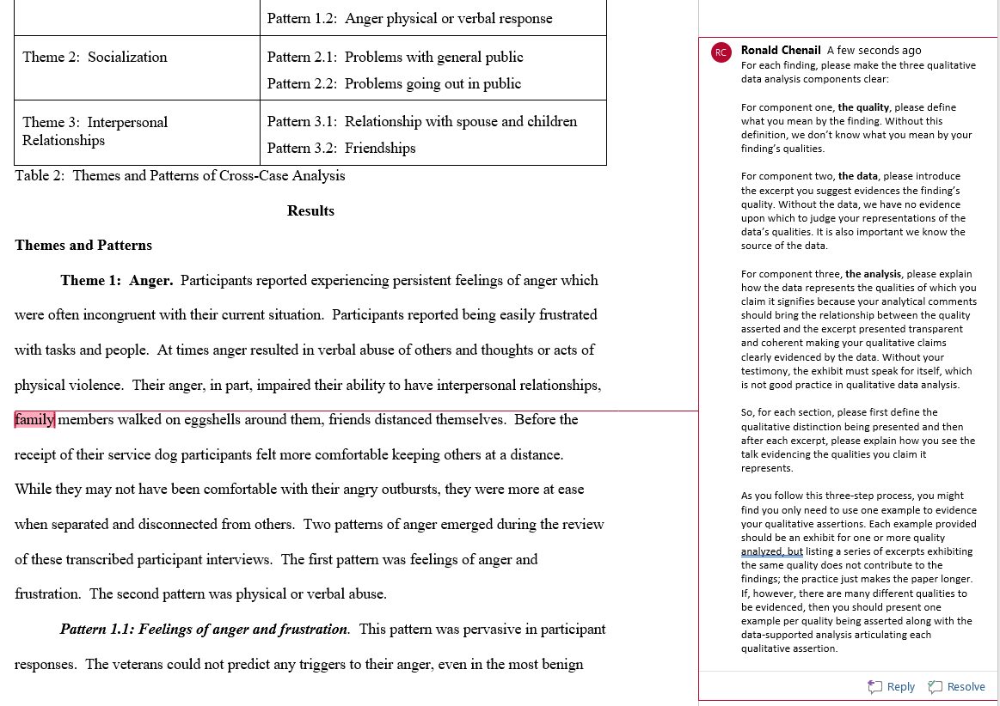 Pattern 1.2:  Anger physical or verbal response
Theme 2:  Socialization
Pattern 2.1:  Problems with general public
Pattern 2.2:  Problems going out in public
Theme 3:  Interpersonal
Relationships
Pattern 3.1:  Relationship with spouse and children
Pattern 3.2:  Friendships
Table 2:  Themes and Patterns of Cross-Case Analysis
Results
Themes and Patterns
Theme 1:  Anger.  Participants reported experiencing persistent feelings of anger which
were often incongruent with their current situation.  Participants reported being easily frustrated
with tasks and people.  At times anger resulted in verbal abuse of others and thoughts or acts of
physical violence.  Their anger, in part, impaired their ability to have interpersonal relationships,
family members walked on eggshells around them, friends distanced themselves.  Before the
receipt of their service dog participants felt more comfortable keeping others at a distance.
While they may not have been comfortable with their angry outbursts, they were more at ease
when separated and disconnected from others.  Two patterns of anger emerged during the review
of these transcribed participant interviews.  The first pattern was feelings of anger and
frustration.  The second pattern was physical or verbal abuse.
Pattern 1.1: Feelings of anger and frustration.  This pattern was pervasive in participant
responses.  The veterans could not predict any triggers to their anger, even in the most benign
RC
Ronald Chenail  A few seconds ago
For each finding, please make the three qualitative
data analysis components clear:
For component one, the quality, please define
what you mean by the finding. Without this
definition, we don't know what you mean by your
finding's qualities.
For component two, the data, please introduce
the excerpt you suggest evidences the finding's
quality. Without the data, we have no evidence
upon which to judge your representations of the
data's qualities. It is also important we know the
source of the data.
For component three, the analysis, please explain
how the data represents the qualities of which you
claim it signifies because your analytical comments
should bring the relationship between the quality
asserted and the excerpt presented transparent
and coherent making your qualitative claims
clearly evidenced by the data. Without your
testimony, the exhibit must speak for itself, which
is not good practice in qualitative data analysis.
So, for each section, please first define the
qualitative distinction being presented and then
after each excerpt, please explain how you see the
talk evidencing the qualities you claim it
represents.
As you follow this three-step process, you might
find you only need to use one example to evidence
your qualitative assertions. Each example provided
should be an exhibit for one or more quality
analyzed, but listing a series of excerpts exhibiting
the same quality does not contribute to the
findings; the practice just makes the paper longer.
If, however, there are many different qualities to
be evidenced, then you should present one
example per quality being asserted along with the
data-supported analysis articulating each
qualitative assertion.
Reply
Resolve